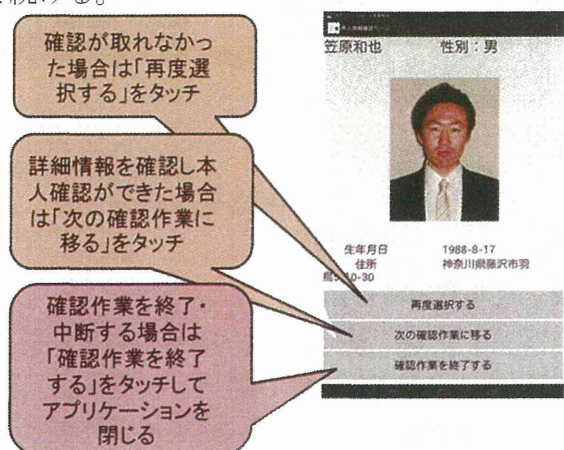 確認が取れなかっ
た場合は「再度選
択する」をタッチ
詳細情報を確認し本
人確認ができた場合
は「次の確認作業に
移る」をタッチ
確認作業を終了・
中断する場合は
「確認作業を終了
する」をタッチして
アプリケーションを
閉じる
笠原和也 性別:男
生年月日 1988-8-17
住所 神奈川県藤沢市羽
鳥 10-30
再度選択する
次の確認作業に移る
確認作業を終了する